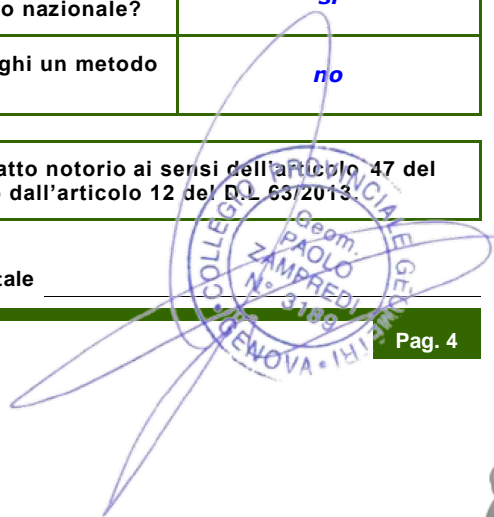 o nazionale?
si
ghi un metodo
no
atto notorio ai sensi dell'articolo 47 del
dall'articolo 12 del D.L 63/2013.
tale
Pag. 4
COLLEGIO PROVINCIALE GEOMETRI
GENOVA
Geom.
PAOLO
ZAMPREDI
N° 3189